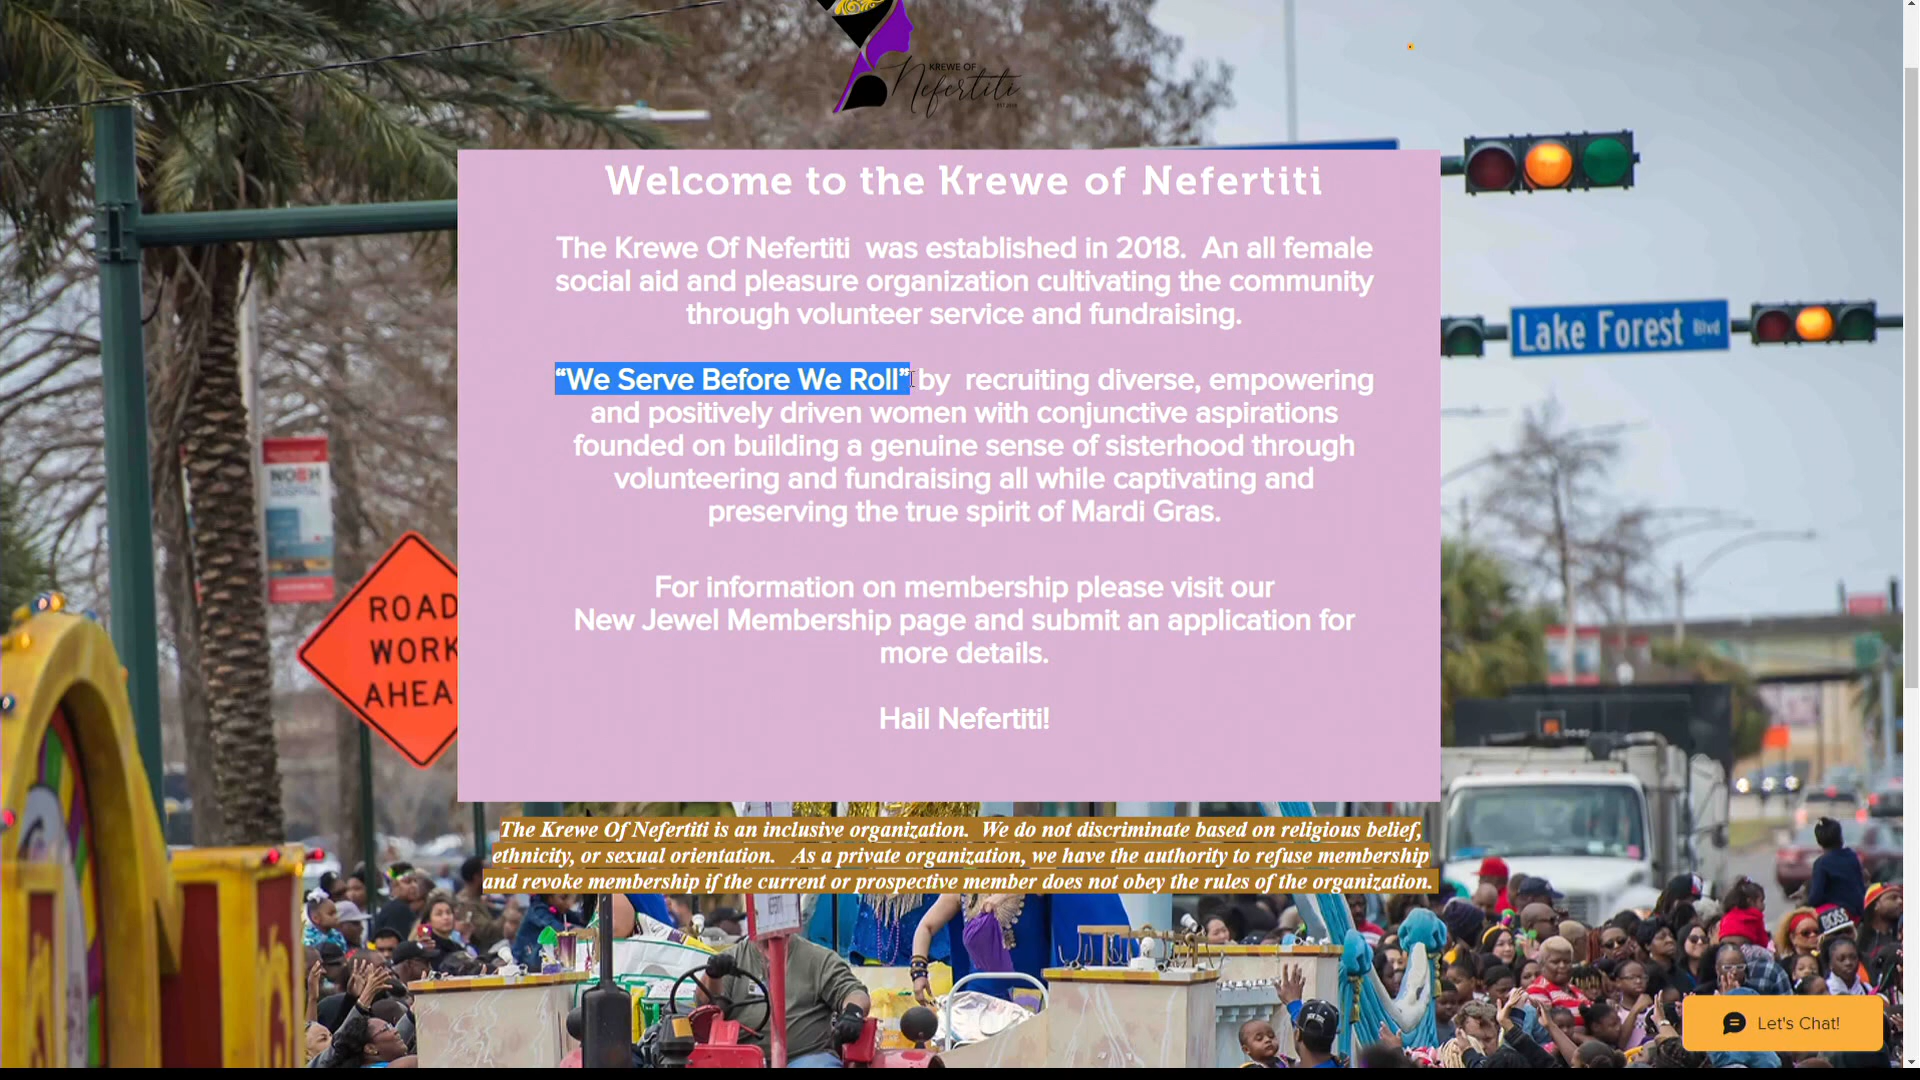 KREWE OF
Nefertiti
Welcome to the Krewe of Nefertiti
The Krewe Of Nefertiti was established in 2018. An all female
social aid and pleasure organization cultivating the community
through volunteer service and fundraising.
“We Serve Before We Roll” by recruiting diverse, empowering
and positively driven women with conjunctive aspirations
founded on building a genuine sense of sisterhood through
volunteering and fundraising all while captivating and
preserving the true spirit of Mardi Gras.
For information on membership please visit our
New Jewel Membership page and submit an application for
more details.
Hail Nefertiti!
The Krewe Of Nefertiti is an inclusive organization. We do not discriminate based on religious belief,
ethnicity, or sexual orientation. As a private organization, we have the authority to refuse membership
and revoke membership if the current or prospective member does not obey the rules of the organization.
Lake Forest Blvd
ROAD
WORK
AHEA
Let's Chat!